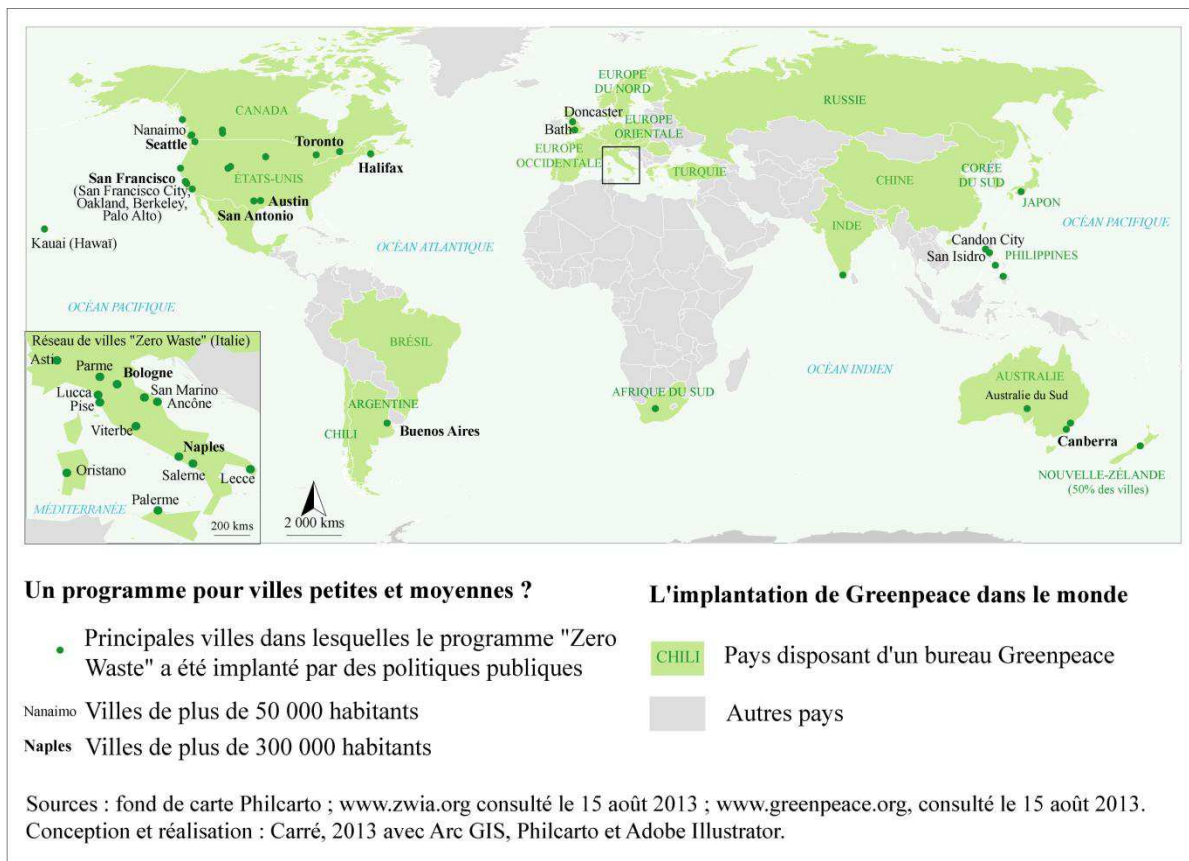 EUROPE
DU NORD
RUSSIE
CANADA
Doncaster
Bath
EUROPE
ORIENTALE
Nanaimo
Seattle
Toronto
EUROPE
OCCIDENTALE
Halifax
CORÉE
DU SUD
San Francisco
(San Francisco City,
Oakland, Berkeley,
Palo Alto)
ÉTATS-UNIS
TURQUIE
CHINE
JAPON
Austin
San Antonio
OCÉAN PACIFIQUE
INDE
Kauai (Hawaï)
OCÉAN ATLANTIQUE
Candon City
San Isidro
PHILIPPINES
OCÉAN PACIFIQUE
Réseau de villes "Zero Waste" (Italie)
Asti
Parme
Bologne
Lucca
Pise
San Marino
Ancône
Viterbe
Naples
Oristano
Salerne
Lecce
Palerme
MÉDITERRANÉE
200 kms
2 000 kms
BRÉSIL
OCÉAN INDIEN
ARGENTINE
CHILI
Buenos Aires
AFRIQUE DU SUD
AUSTRALIE
Australie du Sud
Canberra
NOUVELLE-ZÉLANDE
(50% des villes)
Un programme pour villes petites et moyennes ?
Principales villes dans lesquelles le programme "Zero
Waste" a été implanté par des politiques publiques
Nanaimo Villes de plus de 50 000 habitants
Naples Villes de plus de 300 000 habitants
L'implantation de Greenpeace dans le monde
CHILI Pays disposant d'un bureau Greenpeace
Autres pays
Sources : fond de carte Philcarto ; www.zwia.org consulté le 15 août 2013 ; www.greenpeace.org, consulté le 15 août 2013.
Conception et réalisation : Carré, 2013 avec Arc GIS, Philcarto et Adobe Illustrator.